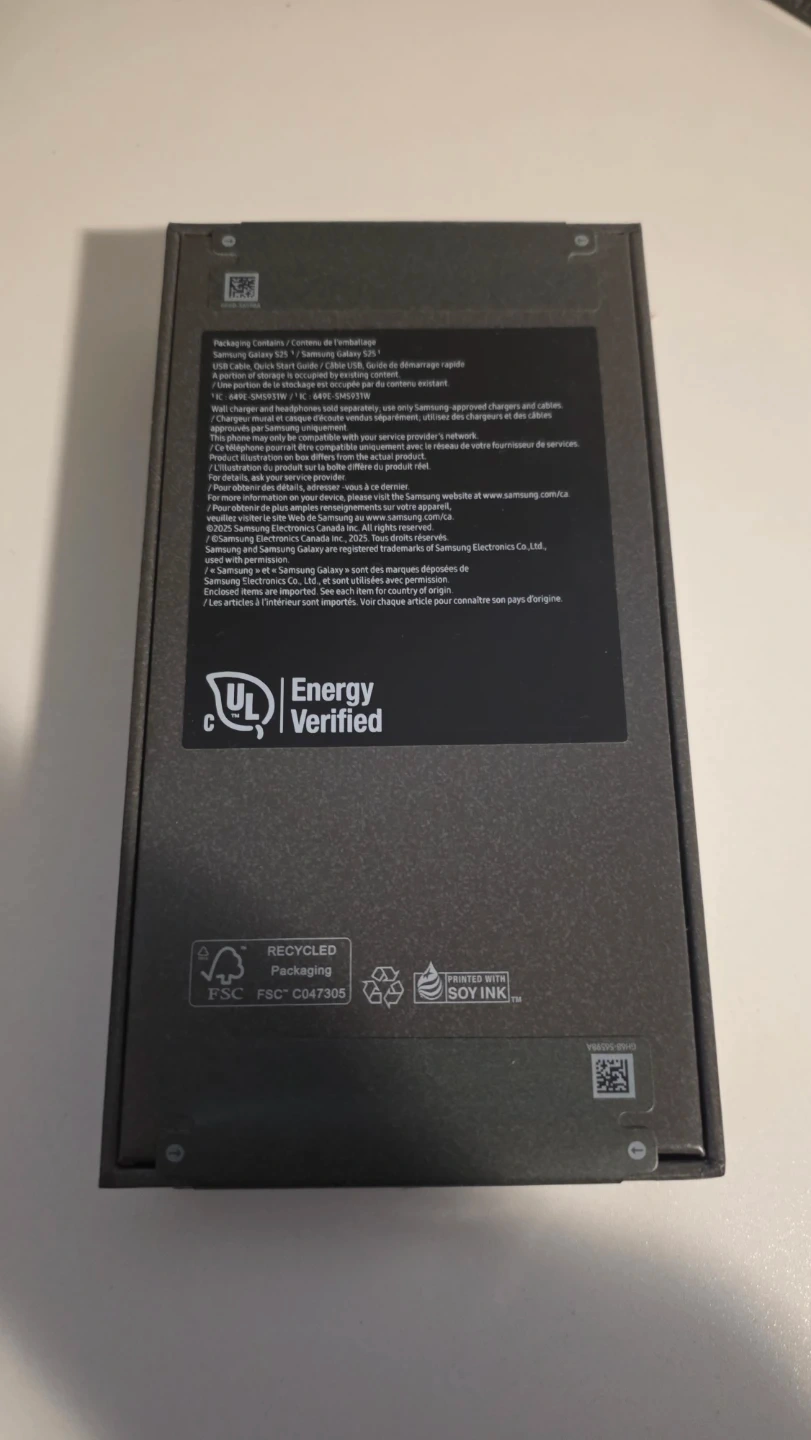 Packaging Contains / Contenu de l'emballage
Samsung Galaxy S25 ¹ / Samsung Galaxy S25 ¹
USB Cable, Quick Start Guide / Câble USB, Guide de démarrage rapide
A portion of storage is occupied by existing content.
/ Une portion de le stockage est occupée par du contenu existant.
¹ IC : 649E-SMS931W / ¹ IC : 649E-SMS931W
Wall charger and headphones sold separately; use only Samsung-approved chargers and cables.
/ Chargeur mural et casque d'écoute vendus séparément; utilisez des chargeurs et des câbles
approuvés par Samsung uniquement.
This phone may only be compatible with your service provider's network.
/ Ce téléphone pourrait être compatible uniquement avec le réseau de votre fournisseur de services.
Product illustration on box differs from the actual product.
/ L'illustration du produit sur la boîte diffère du produit réel.
For details, ask your service provider.
/ Pour obtenir des détails, adresser -vous à ce dernier.
For more information on your device, please visit the Samsung website at www.samsung.com/ca.
/ Pour obtenir de plus amples renseignements sur votre appareil,
veuillez visiter le site Web de Samsung au www.samsung.com/ca.
©2025 Samsung Electronics Canada Inc. All rights reserved.
/ ©Samsung Electronics Canada Inc., 2025. Tous droits réservés.
Samsung and Samsung Galaxy are registered trademarks of Samsung Electronics Co.,Ltd.,
used with permission.
/ « Samsung » et « Samsung Galaxy » sont des marques déposées de
Samsung Electronics Co., Ltd., et sont utilisées avec permission.
Enclosed items are imported. See each item for country of origin.
/ Les articles à l'intérieur sont importés. Voir chaque article pour connaître son pays d'origine.
C UL ™ Energy
Verified
RECYCLED
Packaging
FSC FSC™ C047305
PRINTED WITH
SOY INK ™
GH68-56598A